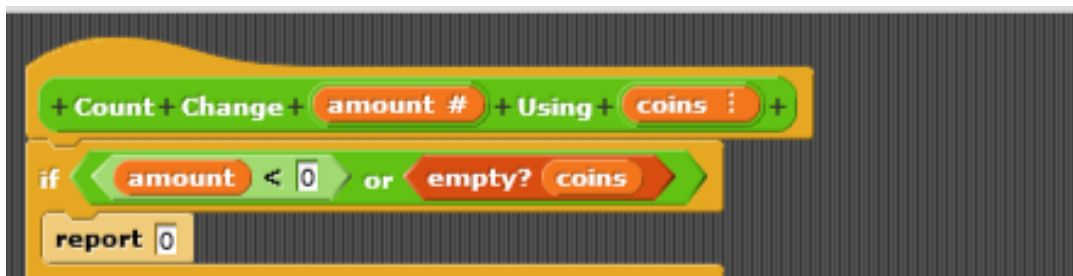 + Count + Change + amount # + Using + coins ⋮ +
if amount < 0 or empty? coins
report 0